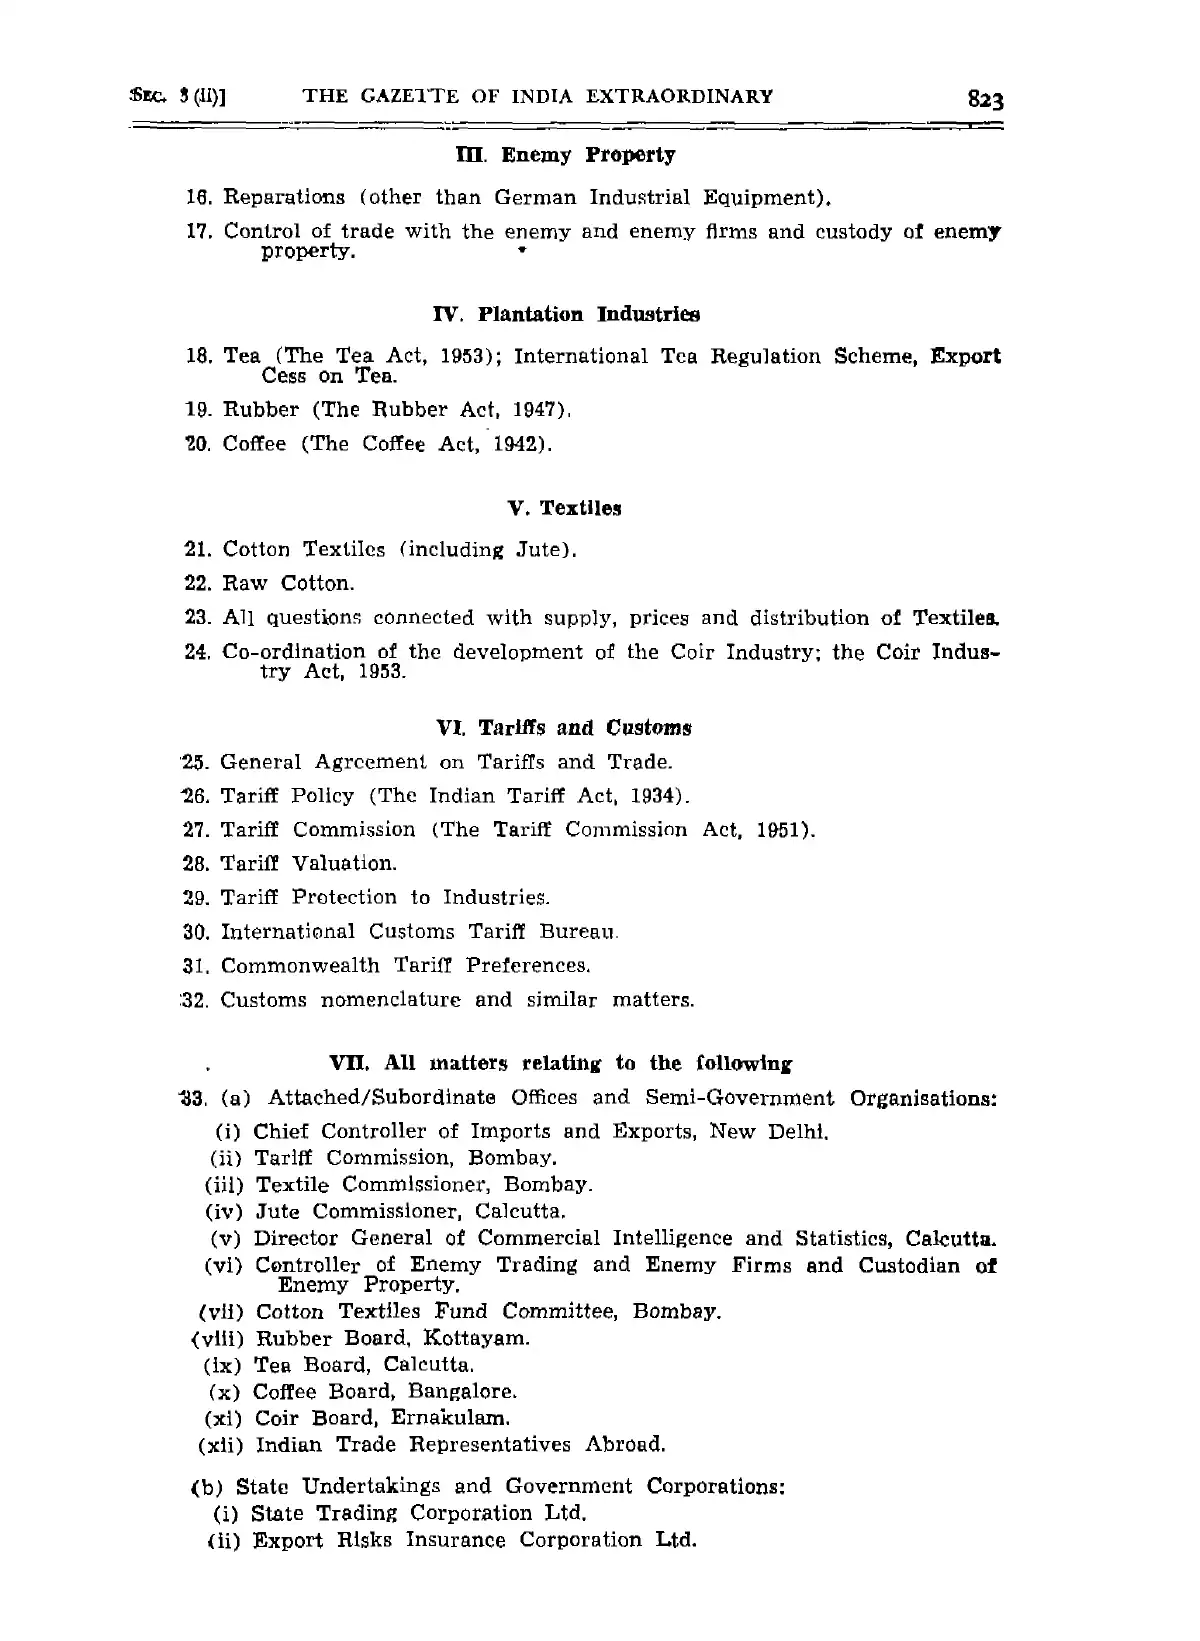 SEC. 3 (ii)] THE GAZETTE OF INDIA EXTRAORDINARY 823
III. Enemy Property
16. Reparations (other than German Industrial Equipment).
17. Control of trade with the enemy and enemy firms and custody of enemy
property.
IV. Plantation Industries
18. Tea (The Tea Act, 1953); International Tea Regulation Scheme, Export
Cess on Tea.
19. Rubber (The Rubber Act, 1947).
20. Coffee (The Coffee Act, 1942).
V. Textiles
21. Cotton Textiles (including Jute).
22. Raw Cotton.
23. All questions connected with supply, prices and distribution of Textiles.
24. Co-ordination of the development of the Coir Industry; the Coir Indus-
try Act, 1953.
VI. Tariffs and Customs
25. General Agreement on Tariffs and Trade.
26. Tariff Policy (The Indian Tariff Act, 1934).
27. Tariff Commission (The Tariff Commission Act, 1951).
28. Tariff Valuation.
29. Tariff Protection to Industries.
30. International Customs Tariff Bureau.
31. Commonwealth Tariff Preferences.
32. Customs nomenclature and similar matters.
VII. All matters relating to the following
33. (a) Attached/Subordinate Offices and Semi-Government Organisations:
(i) Chief Controller of Imports and Exports, New Delhi.
(ii) Tariff Commission, Bombay.
(iii) Textile Commissioner, Bombay.
(iv) Jute Commissioner, Calcutta.
(v) Director General of Commercial Intelligence and Statistics, Calcutta.
(vi) Controller of Enemy Trading and Enemy Firms and Custodian of
Enemy Property.
(vii) Cotton Textiles Fund Committee, Bombay.
(viii) Rubber Board, Kottayam.
(ix) Tea Board, Calcutta.
(x) Coffee Board, Bangalore.
(xi) Coir Board, Ernakulam.
(xii) Indian Trade Representatives Abroad.
(b) State Undertakings and Government Corporations:
(i) State Trading Corporation Ltd.
(ii) Export Risks Insurance Corporation Ltd.